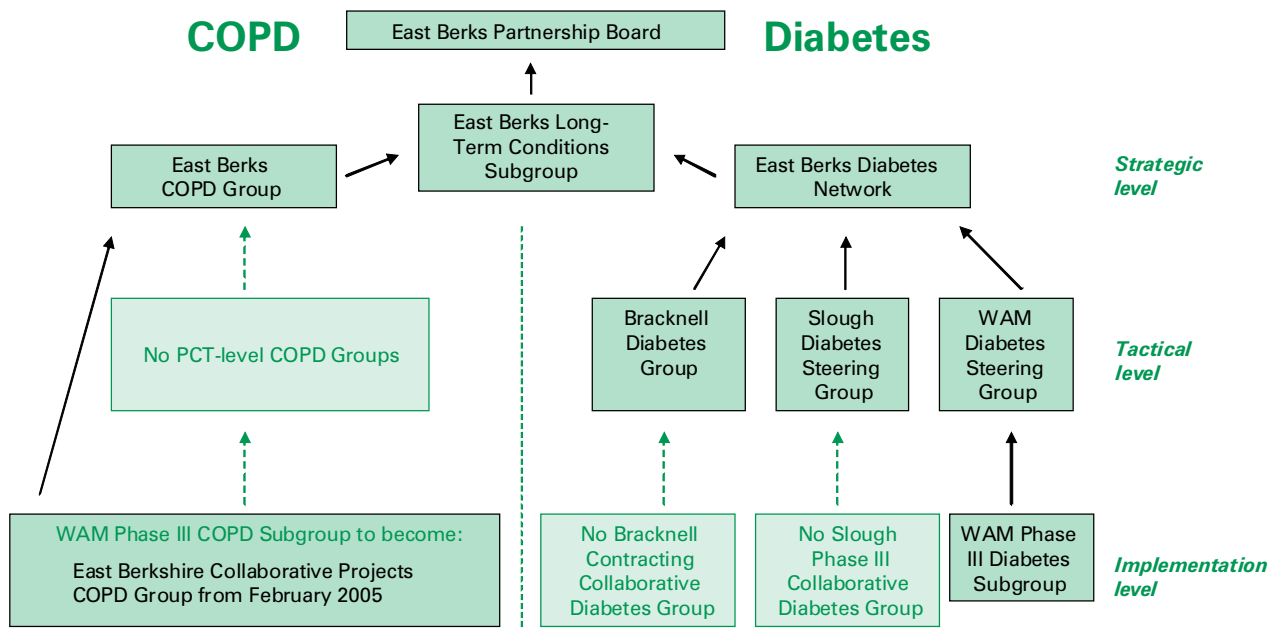 COPD
East Berks Partnership Board
Diabetes
East Berks Long-
Term Conditions
Subgroup
East Berks
COPD Group
East Berks Diabetes
Network
Strategic
level
No PCT-level COPD Groups
Bracknell
Diabetes
Group
Slough
Diabetes
Steering
Group
WAM
Diabetes
Steering
Group
Tactical
level
WAM Phase III COPD Subgroup to become:
East Berkshire Collaborative Projects
COPD Group from February 2005
No Bracknell
Contracting
Collaborative
Diabetes Group
No Slough
Phase III
Collaborative
Diabetes Group
WAM Phase
III Diabetes
Subgroup
Implementation
level